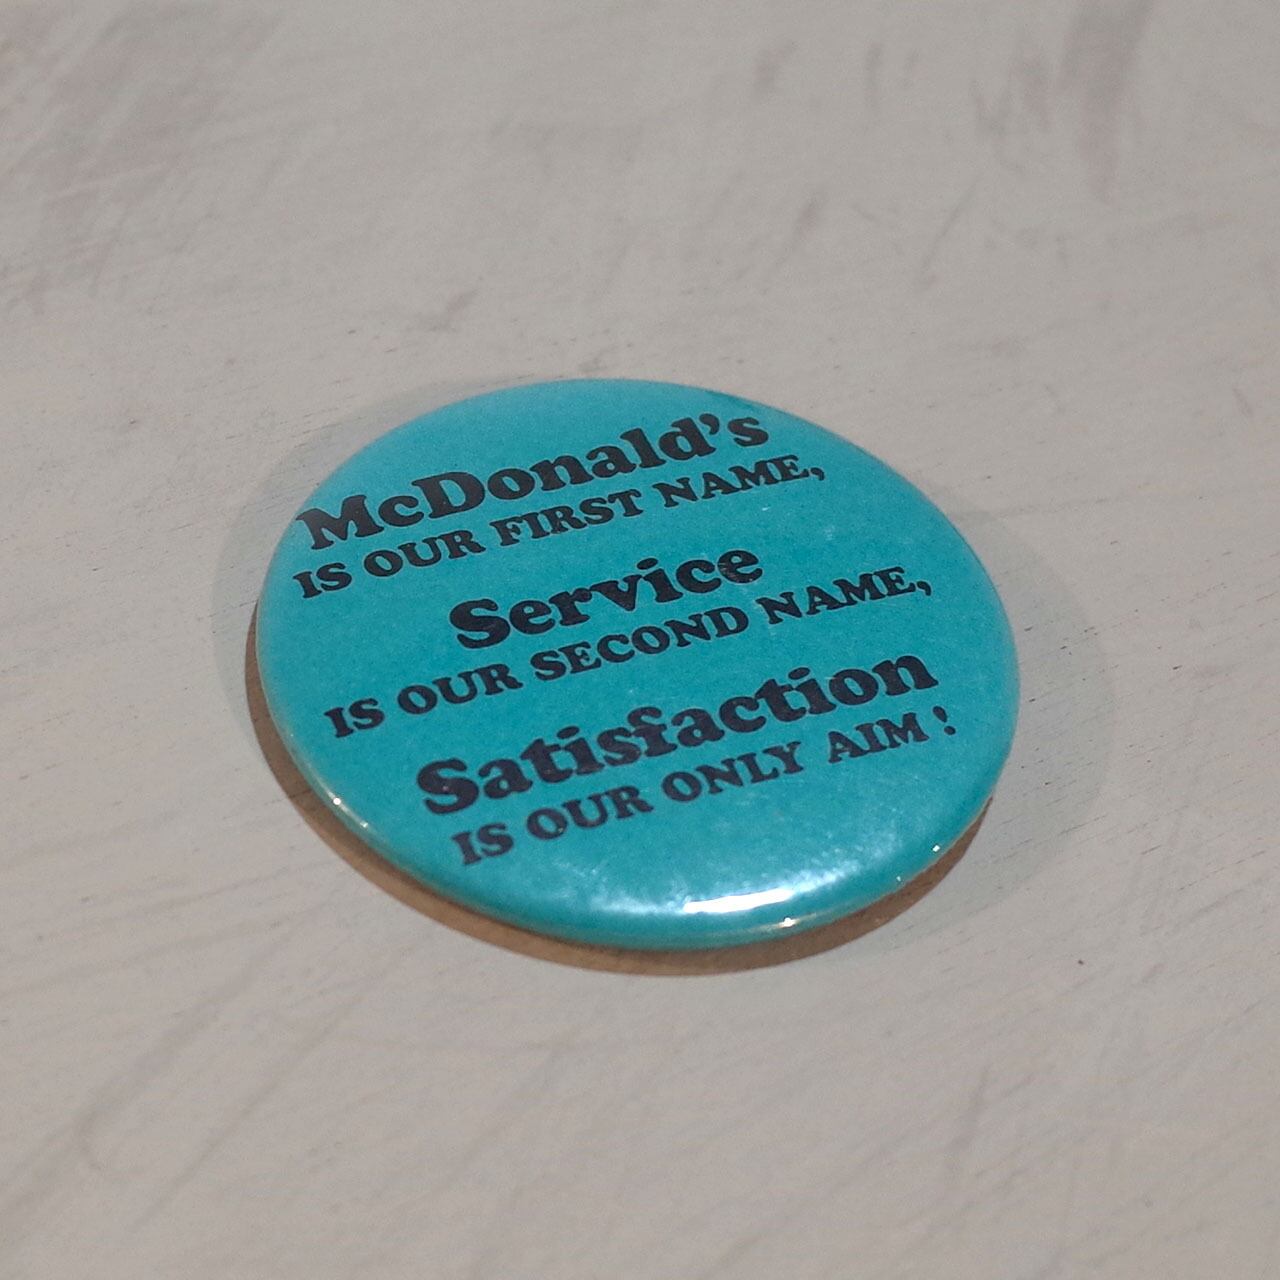 McDonald's
IS OUR FIRST NAME,
Service
IS OUR SECOND NAME,
Satisfaction
IS OUR ONLY AIM !